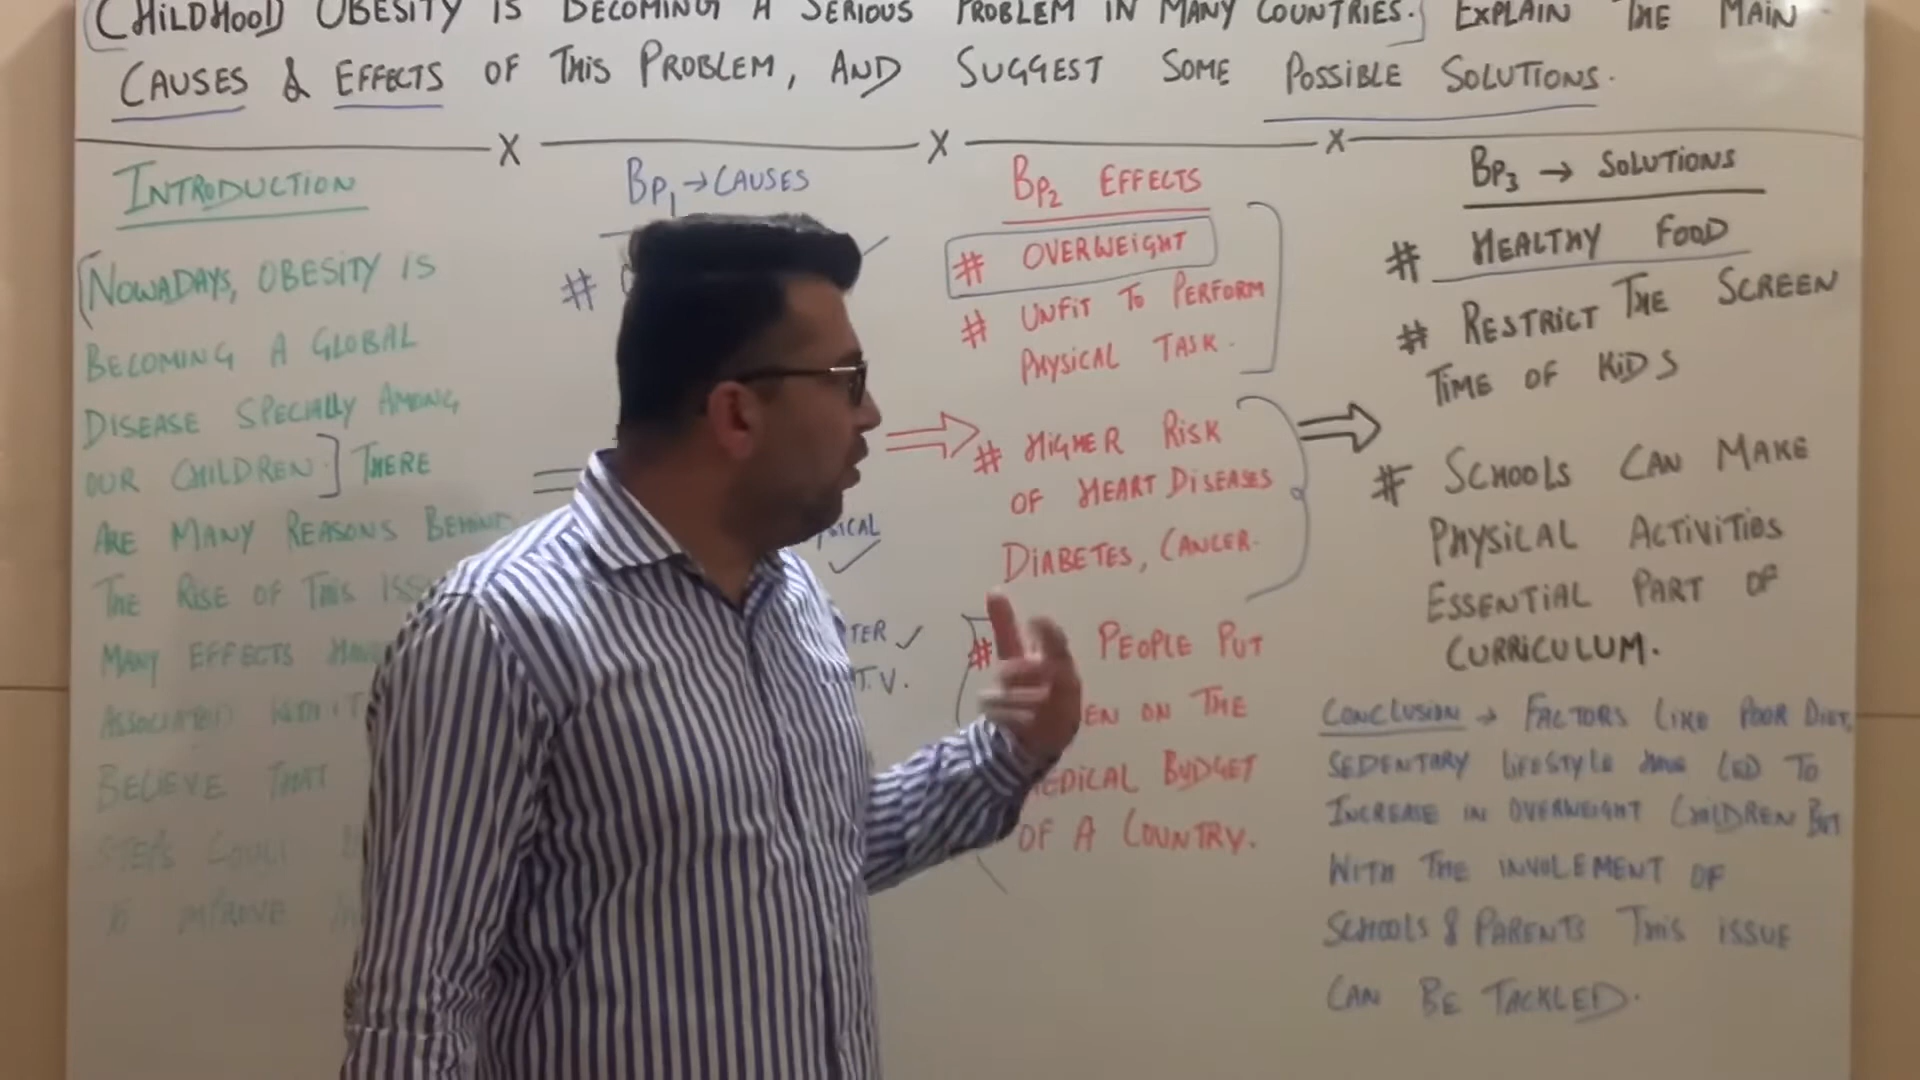 CHILDHOOD OBESITY IS BECOMING A SERIOUS PROBLEM IN MANY COUNTRIES. EXPLAIN THE MAIN
CAUSES & EFFECTS OF THIS PROBLEM, AND SUGGEST SOME POSSIBLE SOLUTIONS.
INTRODUCTION
NOWADAYS, OBESITY IS
BECOMING A GLOBAL
DISEASE SPECIALLY AMONG
OUR CHILDREN. THERE
ARE MANY REASONS BEHIND
THE RISE OF THIS
MANY EFFECTS
ASSOCIATED WITH
BELIEVE THAT
STEPS COULD
TO IMPROVE
BP1 → CAUSES
#
T.V.
BP2 EFFECTS
# OVERWEIGHT
# UNFIT TO PERFORM
PHYSICAL TASK.
# HIGHER RISK
OF HEART DISEASES
DIABETES, CANCER.
# PEOPLE PUT
ON THE
BUDGET
OF A COUNTRY.
BP3 → SOLUTIONS
# HEALTHY FOOD
# RESTRICT THE SCREEN
TIME OF KIDS
# SCHOOLS CAN MAKE
PHYSICAL ACTIVITIES
ESSENTIAL PART OF
CURRICULUM.
CONCLUSION → FACTORS LIKE POOR DIET,
SEDENTARY LIFESTYLE HAVE LED TO
INCREASE IN OVERWEIGHT CHILDREN BUT
WITH THE INVOLEMENT OF
SCHOOLS & PARENTS THIS ISSUE
CAN BE TACKLED.